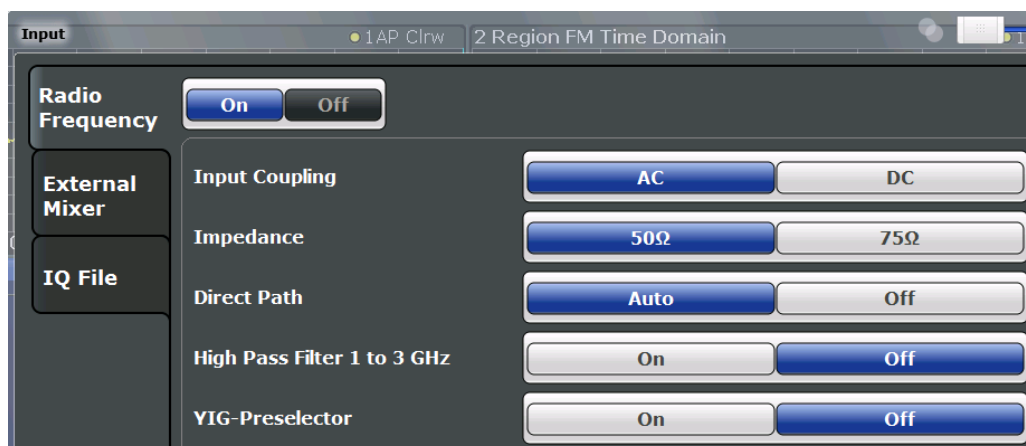 Input
1AP Clrw
2 Region FM Time Domain
Radio
Frequency
On Off
External
Mixer
IQ File
Input Coupling AC DC
Impedance 50Ω 75Ω
Direct Path Auto Off
High Pass Filter 1 to 3 GHz On Off
YIG-Preselector On Off